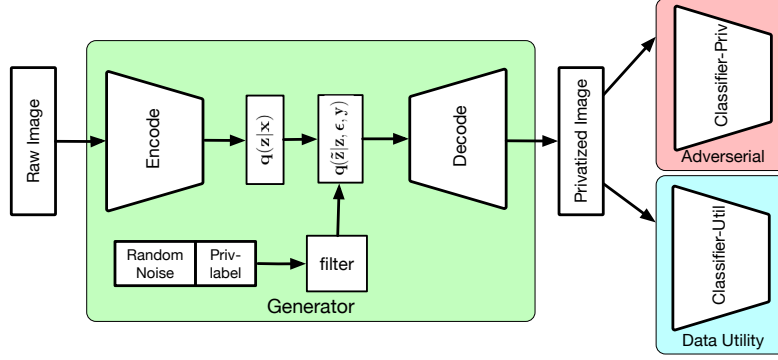 Raw Image
Encode
q(z|x)
q(z̃|z, ϵ, y)
Decode
Random
Noise
Priv-
label
filter
Generator
Privatized Image
Classifier-Priv
Adverserial
Classifier-Util
Data Utility